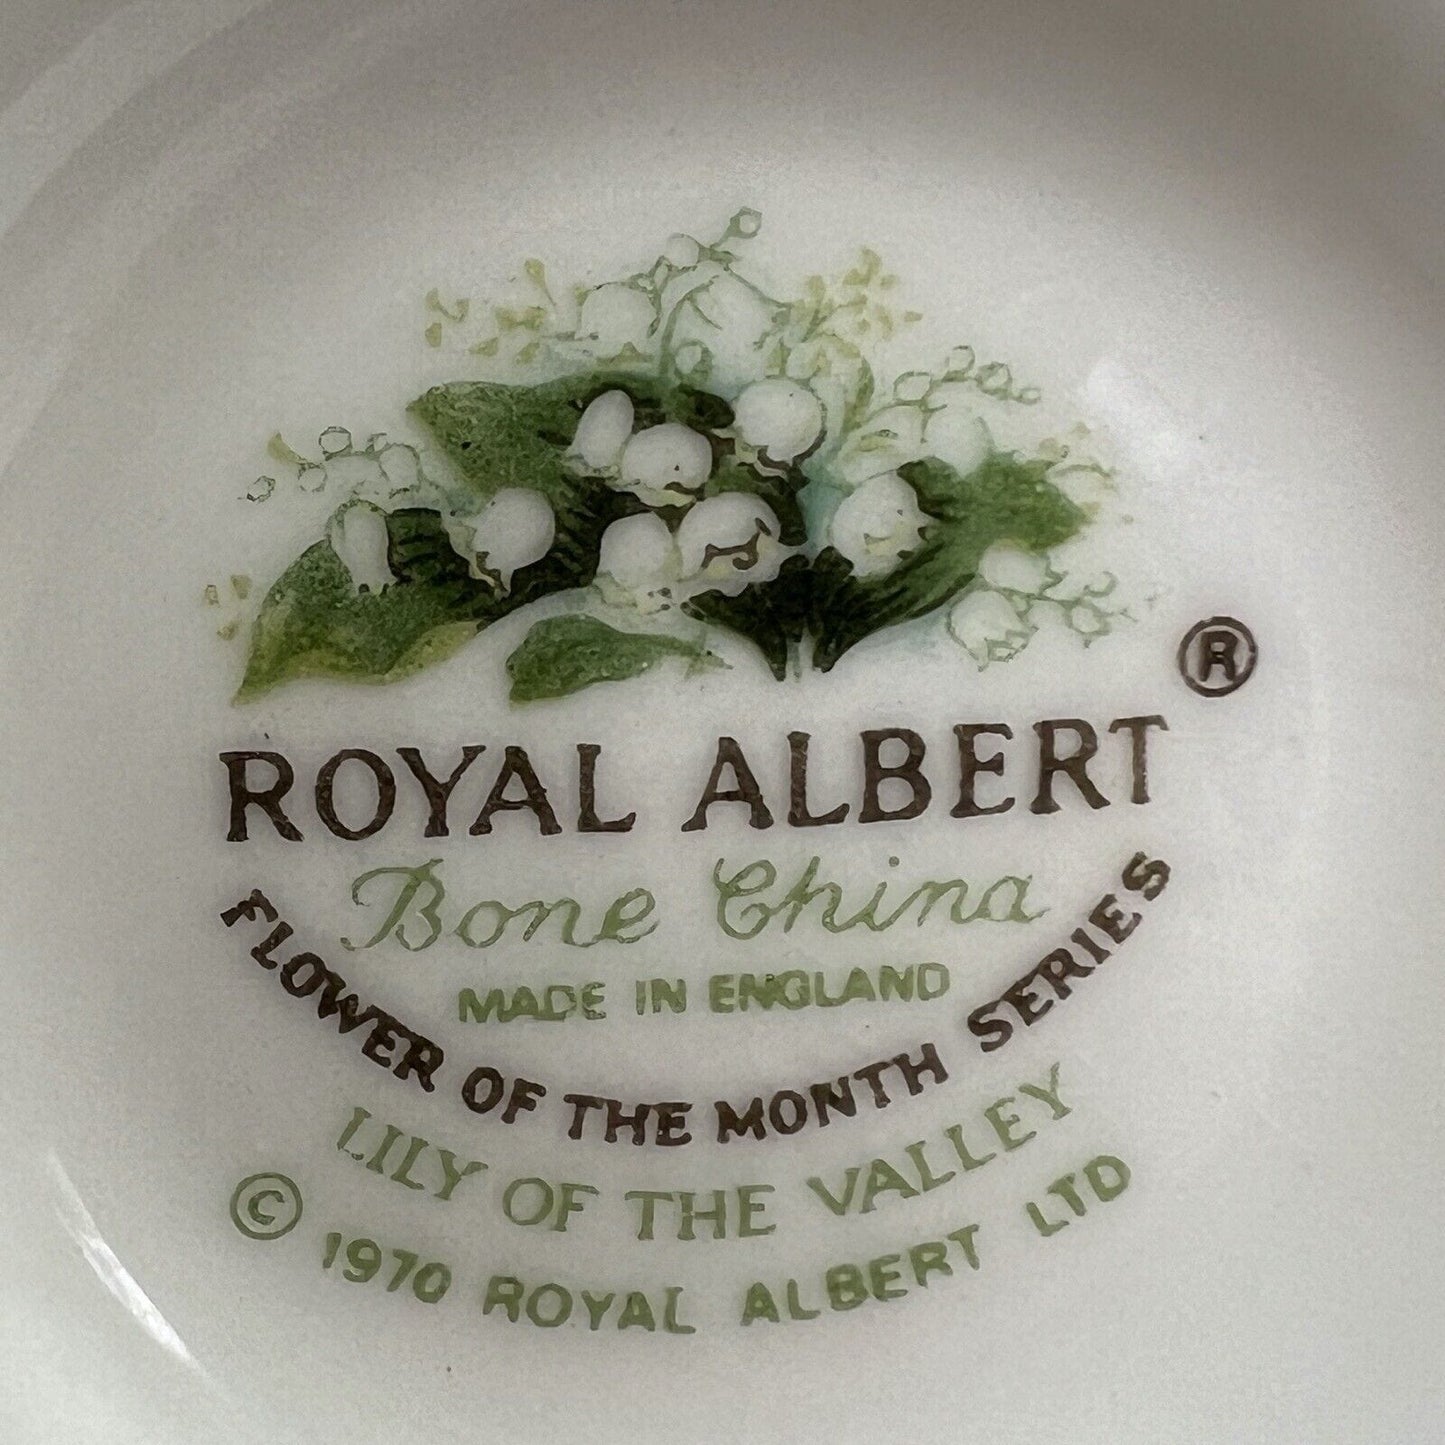 ROYAL ALBERT ®
Bone China
MADE IN ENGLAND
FLOWER OF THE MONTH SERIES
LILY OF THE VALLEY
© 1970 ROYAL ALBERT LTD